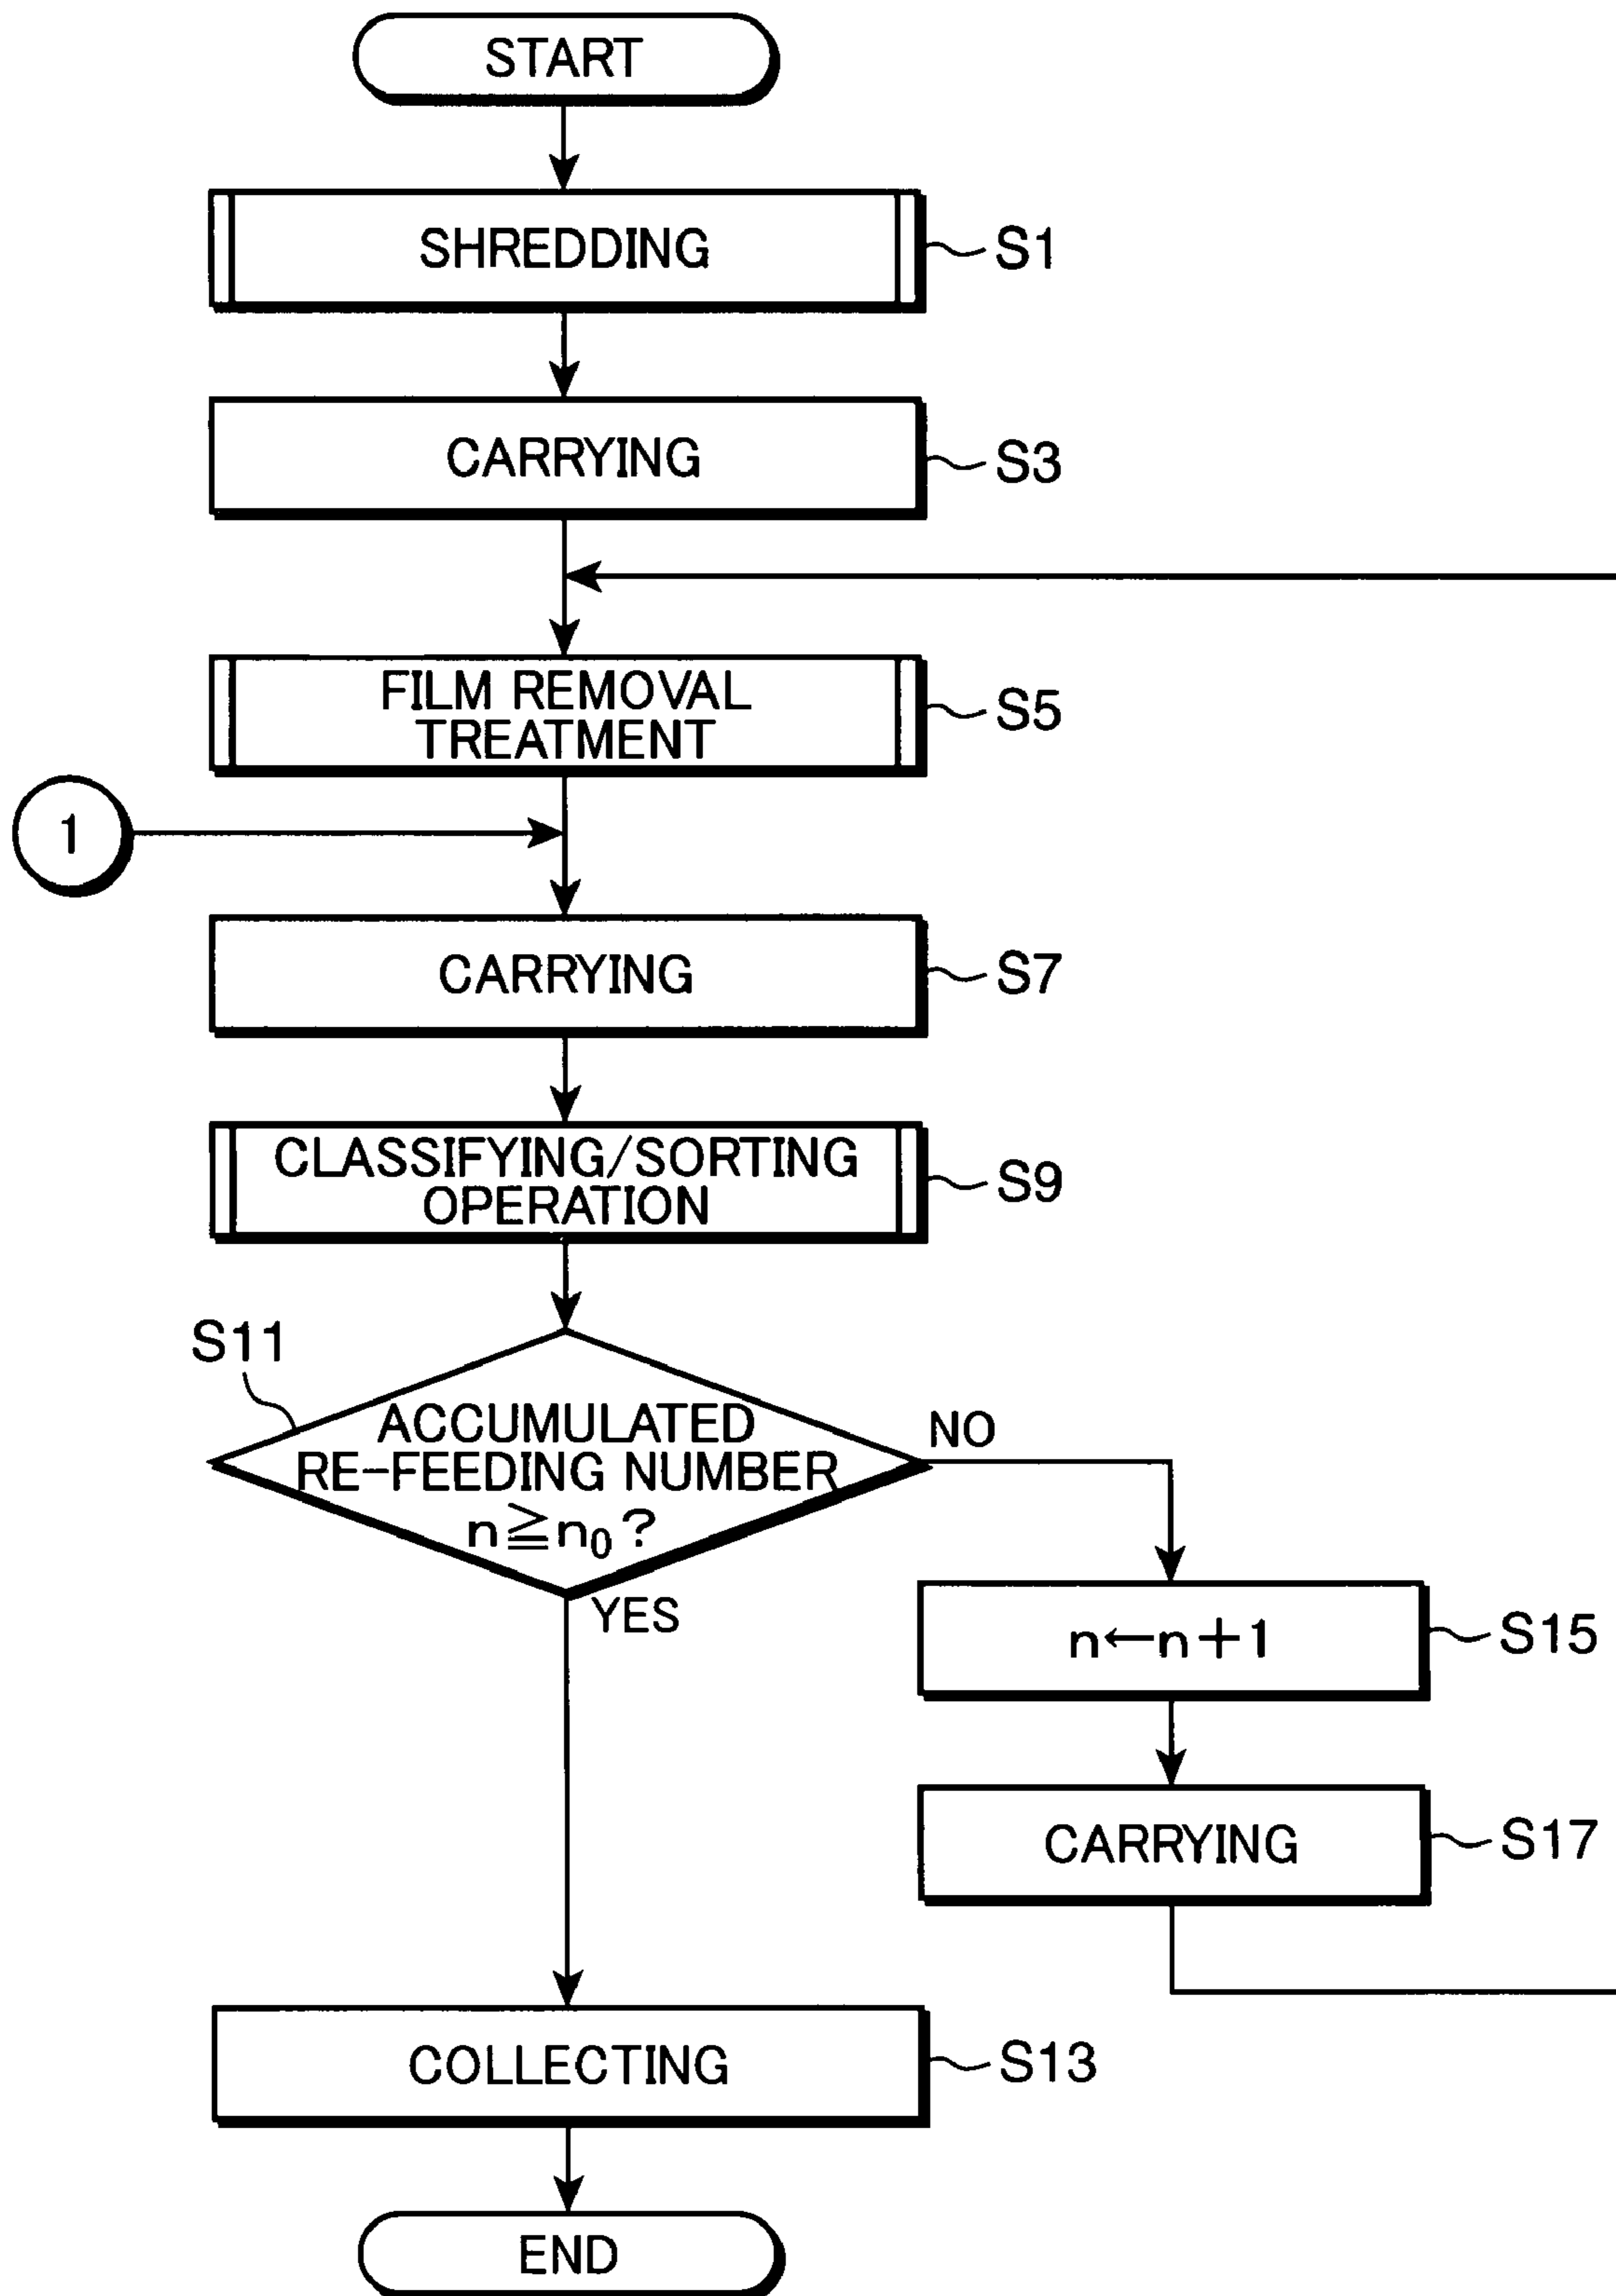 START
SHREDDING
S1
CARRYING
S3
FILM REMOVAL
TREATMENT
S5
1
CARRYING
S7
CLASSIFYING/SORTING
OPERATION
S9
S11
ACCUMULATED
RE-FEEDING NUMBER
n≧n₀?
NO
YES
n←n+1
S15
CARRYING
S17
COLLECTING
S13
END